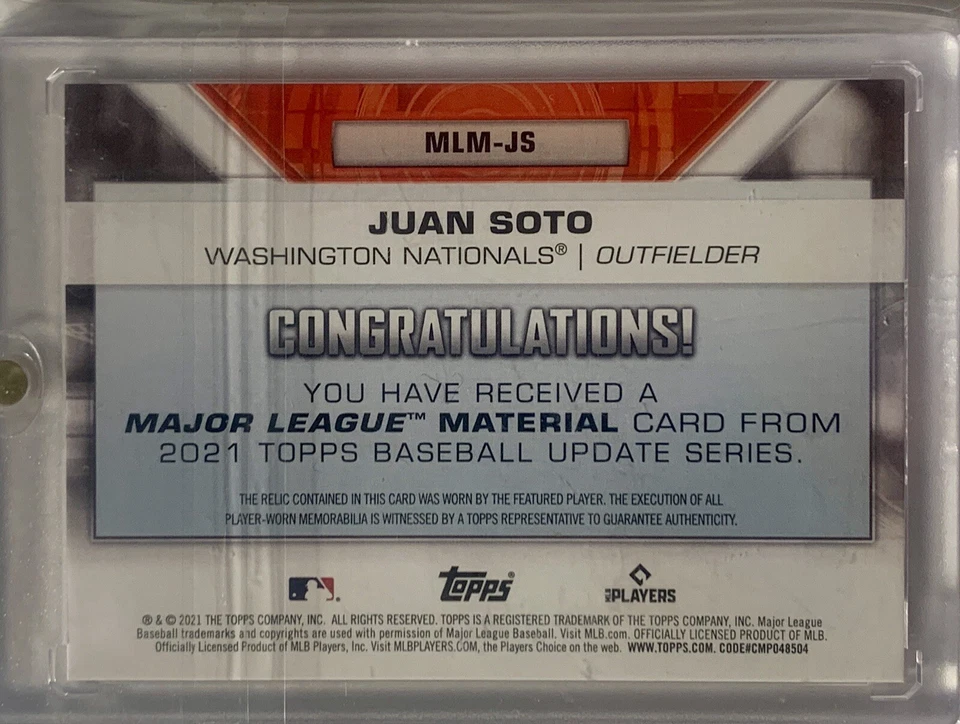 MLM-JS
JUAN SOTO
WASHINGTON NATIONALS® | OUTFIELDER
CONGRATULATIONS!
YOU HAVE RECEIVED A
MAJOR LEAGUE™ MATERIAL CARD FROM
2021 TOPPS BASEBALL UPDATE SERIES.
THE RELIC CONTAINED IN THIS CARD WAS WORN BY THE FEATURED PLAYER. THE EXECUTION OF ALL
PLAYER-WORN MEMORABILIA IS WITNESSED BY A TOPPS REPRESENTATIVE TO GUARANTEE AUTHENTICITY.
topps® MLB PLAYERS
® & © 2021 THE TOPPS COMPANY, INC. ALL RIGHTS RESERVED. TOPPS IS A REGISTERED TRADEMARK OF THE TOPPS COMPANY, INC. Major League
Baseball trademarks and copyrights are used with permission of Major League Baseball. Visit MLB.com. OFFICIALLY LICENSED PRODUCT OF MLB.
Officially Licensed Product of MLB Players, Inc. Visit MLBPLAYERS.COM, the Players Choice on the web. WWW.TOPPS.COM. CODE#CMP048504